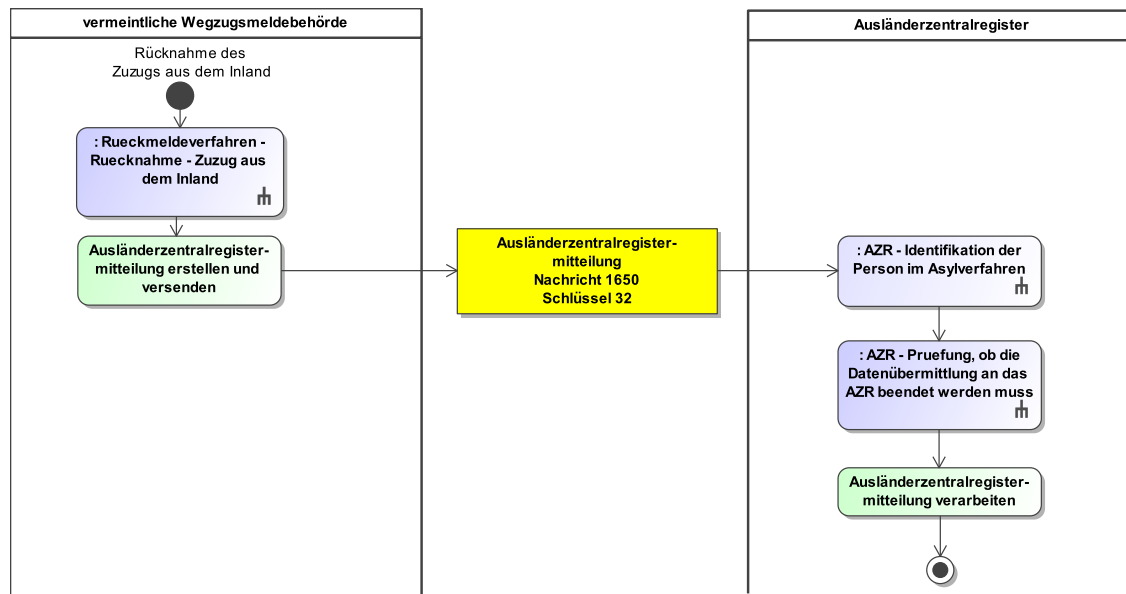 vermeintliche Wegzugsmeldebehörde
Rücknahme des
Zuzugs aus dem Inland
: Rueckmeldeverfahren -
Ruecknahme - Zuzug aus
dem Inland
Ausländerzentralregister-
mitteilung erstellen und
versenden
Ausländerzentralregister-
mitteilung
Nachricht 1650
Schlüssel 32
Ausländerzentralregister
: AZR - Identifikation der
Person im Asylverfahren
: AZR - Pruefung, ob die
Datenübermittlung an das
AZR beendet werden muss
Ausländerzentralregister-
mitteilung verarbeiten